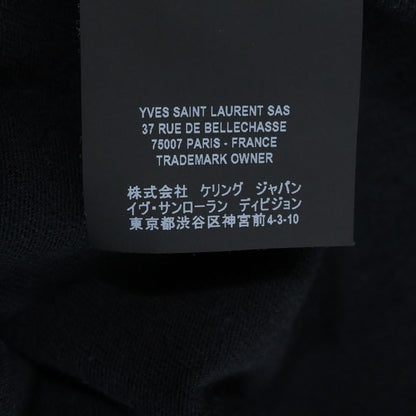 YVES SAINT LAURENT SAS
37 RUE DE BELLECHASSE
75007 PARIS - FRANCE
TRADEMARK OWNER
株式会社 ケリング ジャパン
イヴ・サンローラン ディビジョン
東京都渋谷区神宮前4-3-10